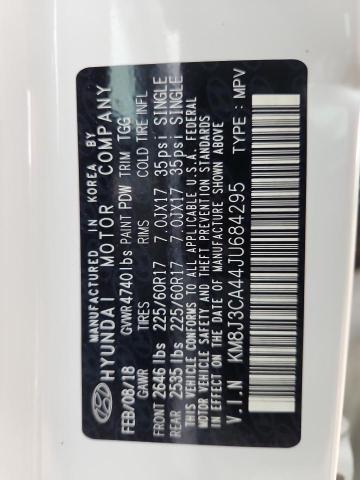 MANUFACTURED IN KOREA BY
HYUNDAI MOTOR COMPANY
FEB/08/18 GVWR 4740 lbs PAINT PDW TRIM TGG
GAWR TIRES RIMS COLD TIRE INFL
FRONT 2646 lbs 225/60R17 7.0JX17 35psi SINGLE
REAR 2535 lbs 225/60R17 7.0JX17 35psi SINGLE
THIS VEHICLE CONFORMS TO ALL APPLICABLE U.S.A. FEDERAL
MOTOR VEHICLE SAFETY, AND THEFT PREVENTION STANDARDS
IN EFFECT ON THE DATE OF MANUFACTURE SHOWN ABOVE
V.I.N KM8J3CA44JU684295 TYPE: MPV